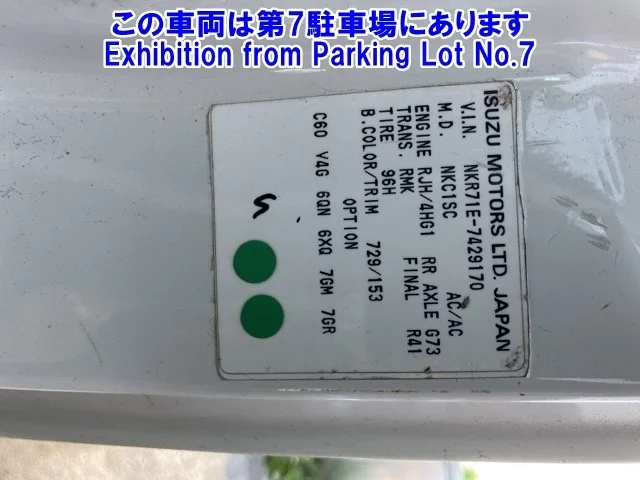 この車両は第7駐車場にあります
Exhibition from Parking Lot No.7
ISUZU MOTORS LTD. JAPAN
V.I.N. NKR71E-7429170
M.D. NKC1SC AC/AC
ENGINE RJH/4HG1 RR AXLE G73
TRANS. RMK FINAL R41
TIRE 96H
B.COLOR/TRIM 729/153
OPTION
C60 V4G 6QN 6XQ 7GM 7GR